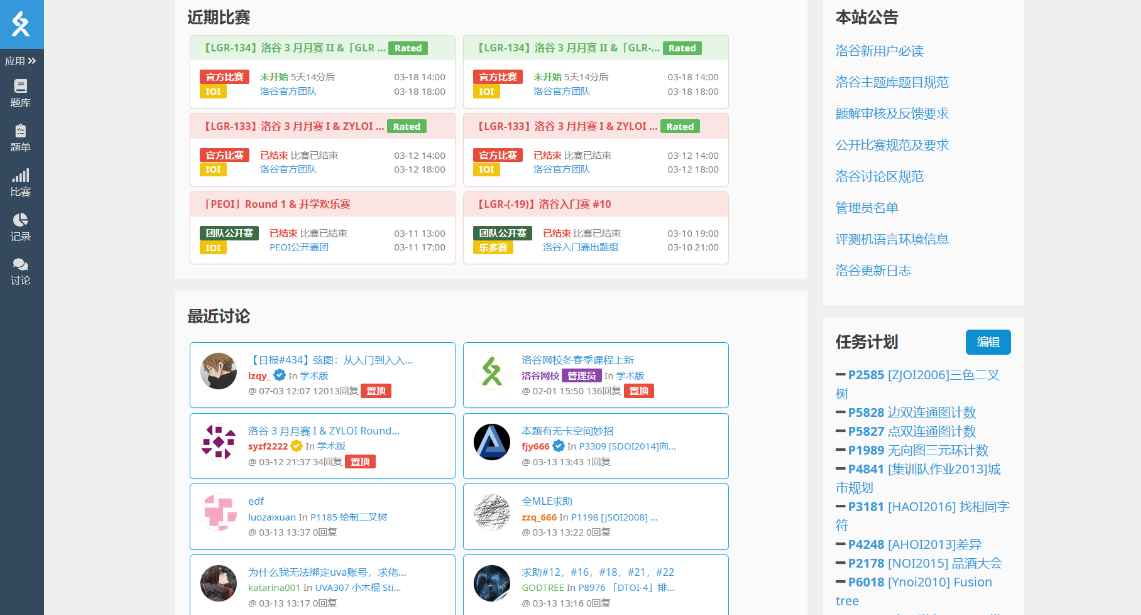 应用
题库
题单
比赛
记录
讨论
近期比赛
【LGR-134】洛谷 3 月月赛 II &「GLR ... Rated
官方比赛 未开始 5天14分后 03-18 14:00
IOI 洛谷官方团队 03-18 18:00
【LGR-134】洛谷 3 月月赛 II &「GLR-... Rated
官方比赛 未开始 5天14分后 03-18 14:00
IOI 洛谷官方团队 03-18 18:00
【LGR-133】洛谷 3 月月赛 I & ZYLOI ... Rated
官方比赛 已结束 比赛已结束 03-12 14:00
IOI 洛谷官方团队 03-12 18:00
【LGR-133】洛谷 3 月月赛 I & ZYLOI ... Rated
官方比赛 已结束 比赛已结束 03-12 14:00
IOI 洛谷官方团队 03-12 18:00
「PEOI」Round 1 & 开学欢乐赛
团队公开赛 已结束 比赛已结束 03-11 13:00
IOI PEOI公开赛团 03-11 17:00
【LGR-(-19)】洛谷入门赛 #10
团队公开赛 已结束 比赛已结束 03-10 19:00
乐多赛 洛谷入门赛出题组 03-10 21:00
最近讨论
【日报#434】弦图：从入门到入入...
lzqy_ In 学术版
@ 07-03 12:07 12013回复 置顶
洛谷网校冬春季课程上新
洛谷网校 管理员 In 学术版
@ 02-01 15:50 136回复 置顶
洛谷 3 月月赛 I & ZYLOI Round...
syzf2222 In 学术版
@ 03-12 21:37 34回复 置顶
本题有无卡空间妙招
fjy666 In P3309 [SDOI2014]向...
@ 03-13 13:43 1回复
edf
luozaixuan In P1185 绘制二叉树
@ 03-13 13:37 0回复
全MLE求助
zzq_666 In P1198 [JSOI2008] ...
@ 03-13 13:22 0回复
为什么我无法绑定uva账号，求佬...
katarina001 In UVA307 小木棍 Sti...
@ 03-13 13:17 0回复
求助#12，#16，#18，#21，#22
GODTREE In P8976 「DTOI-4」排...
@ 03-13 13:16 0回复
本站公告
洛谷新用户必读
洛谷主题库题目规范
题解审核及反馈要求
公开比赛规范及要求
洛谷讨论区规范
管理员名单
评测机语言环境信息
洛谷更新日志
任务计划 编辑
P2585 [ZJOI2006]三色二叉
树
P5828 边双连通图计数
P5827 点双连通图计数
P1989 无向图三元环计数
P4841 [集训队作业2013]城
市规划
P3181 [HAOI2016] 找相同字
符
P4248 [AHOI2013]差异
P2178 [NOI2015] 品酒大会
P6018 [Ynoi2010] Fusion
tree